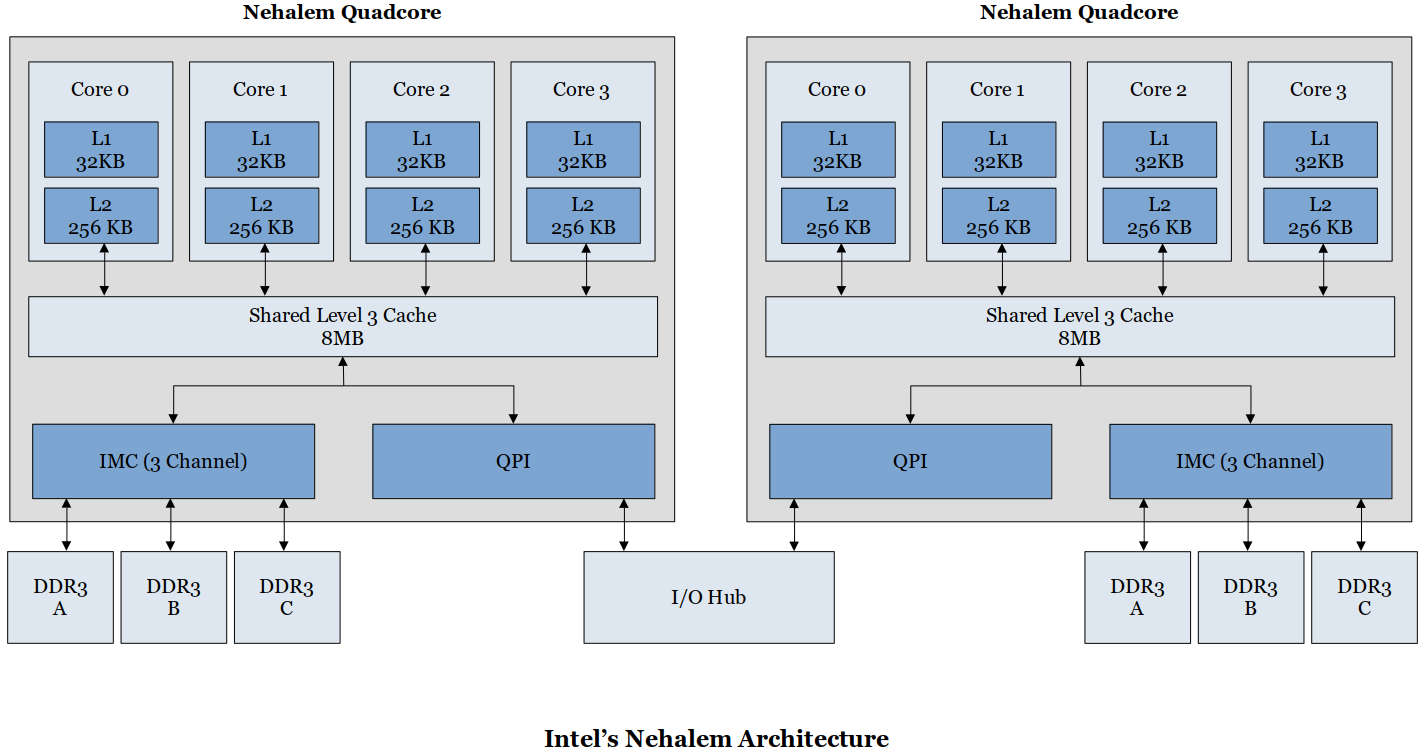 Nehalem Quadcore
Core 0
L1
32KB
L2
256 KB
Core 1
L1
32KB
L2
256 KB
Core 2
L1
32KB
L2
256 KB
Core 3
L1
32KB
L2
256 KB
Shared Level 3 Cache
8MB
IMC (3 Channel)
QPI
DDR3
A
DDR3
B
DDR3
C
Nehalem Quadcore
Core 0
L1
32KB
L2
256 KB
Core 1
L1
32KB
L2
256 KB
Core 2
L1
32KB
L2
256 KB
Core 3
L1
32KB
L2
256 KB
Shared Level 3 Cache
8MB
QPI
IMC (3 Channel)
I/O Hub
DDR3
A
DDR3
B
DDR3
C
Intel’s Nehalem Architecture